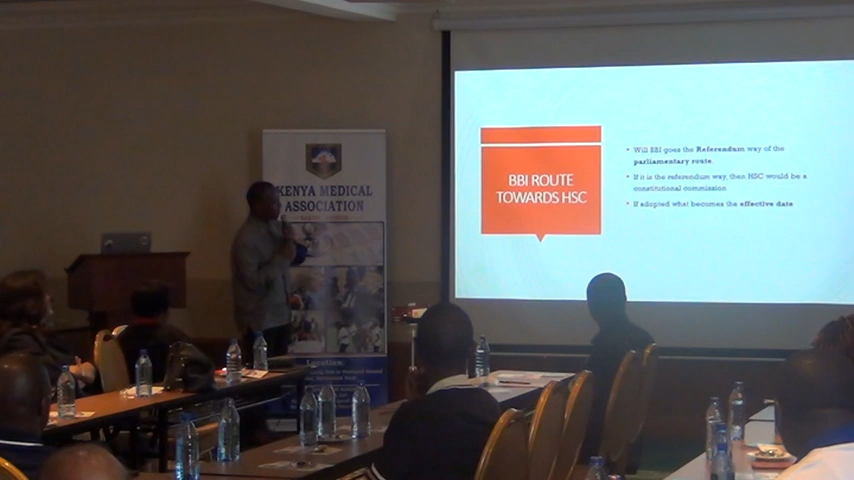 KENYA MEDICAL
ASSOCIATION
Location:
BBI ROUTE
TOWARDS HSC
• Will BBI goes the Referendum way of the
parliamentary route.
• If it is the referendum way, then HSC would be a
constitutional commission
• If adopted what becomes the effective date